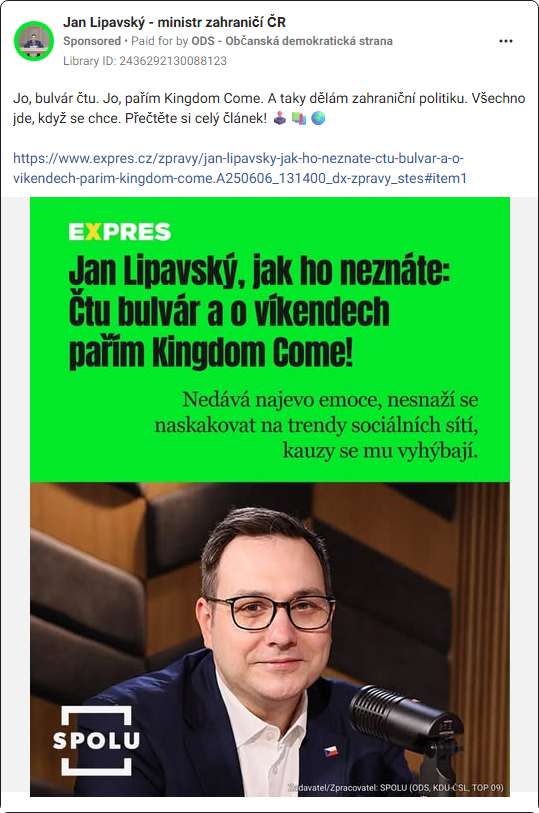 Jan Lipavský - ministr zahraničí ČR
Sponsored • Paid for by ODS - Občanská demokratická strana
Library ID: 2436292130088123
Jo, bulvár čtu. Jo, pařím Kingdom Come. A taky dělám zahraniční politiku. Všechno
jde, když se chce. Přečtěte si celý článek! 🕹️ 📚 🌍
https://www.expres.cz/zpravy/jan-lipavsky-jak-ho-neznate-ctu-bulvar-a-o-
vikendech-parim-kingdom-come.A250606_131400_dx-zpravy_stes#item1
EXPRES
Jan Lipavský, jak ho neznáte:
Čtu bulvár a o víkendech
pařím Kingdom Come!
Nedává najevo emoce, nesnaží se
naskakovat na trendy sociálních sítí,
kauzy se mu vyhýbají.
SPOLU
Zadavatel/Zpracovatel: SPOLU (ODS, KDU-ČSL, TOP 09)